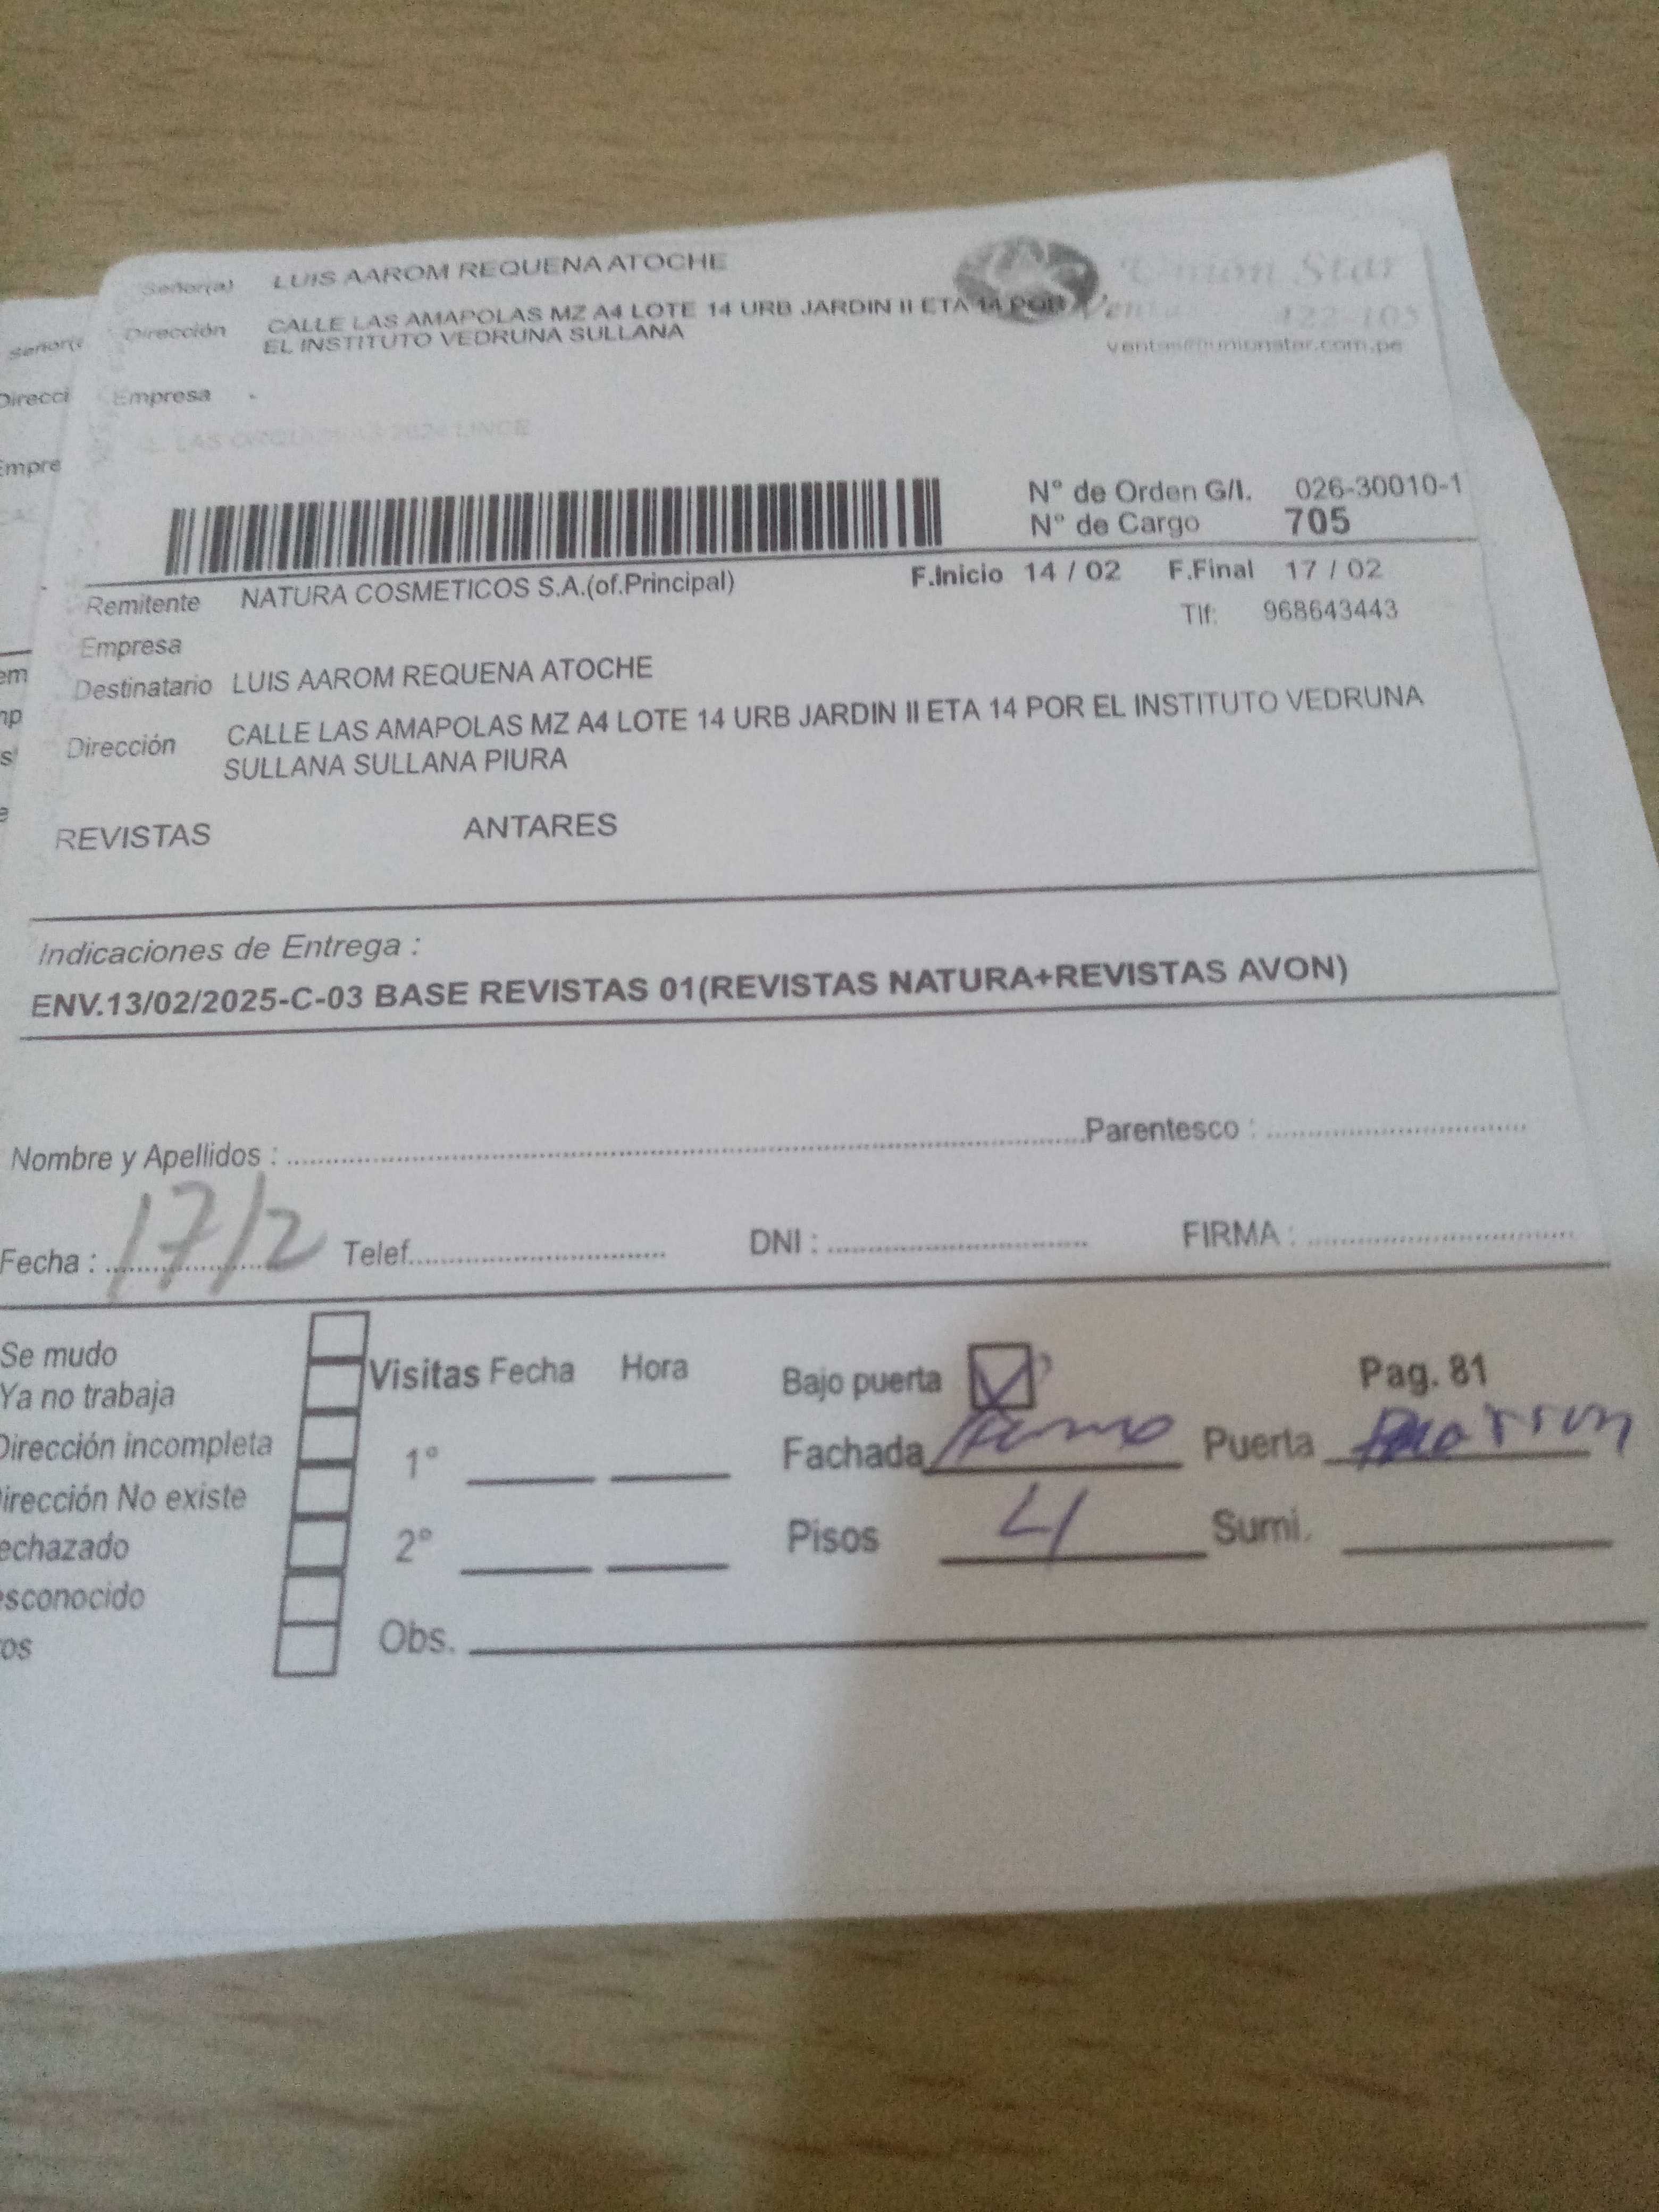 Señor(a) LUIS AAROM REQUENA ATOCHE
Union Star
Dirección CALLE LAS AMAPOLAS MZ A4 LOTE 14 URB JARDIN II ETA 14 POR
EL INSTITUTO VEDRUNA SULLANA
ventas@unionstar.com.pe
Empresa -
N° de Orden G/I. 026-30010-1
N° de Cargo 705
Remitente NATURA COSMETICOS S.A.(of.Principal) F.Inicio 14 / 02 F.Final 17 / 02
Tlf: 968643443
Empresa
Destinatario LUIS AAROM REQUENA ATOCHE
Dirección CALLE LAS AMAPOLAS MZ A4 LOTE 14 URB JARDIN II ETA 14 POR EL INSTITUTO VEDRUNA
SULLANA SULLANA PIURA
REVISTAS ANTARES
Indicaciones de Entrega :
ENV.13/02/2025-C-03 BASE REVISTAS 01(REVISTAS NATURA+REVISTAS AVON)
Nombre y Apellidos : Parentesco :
Fecha : 17/2 Telef. DNI : FIRMA :
Se mudo
Ya no trabaja
Dirección incompleta
Dirección No existe
echazado
esconocido
os
Visitas Fecha Hora
1°
2°
Obs.
Bajo puerta Pag. 81
Fachada Puerta
Pisos 4 Sumi.
Señor(
Direcci
Empre